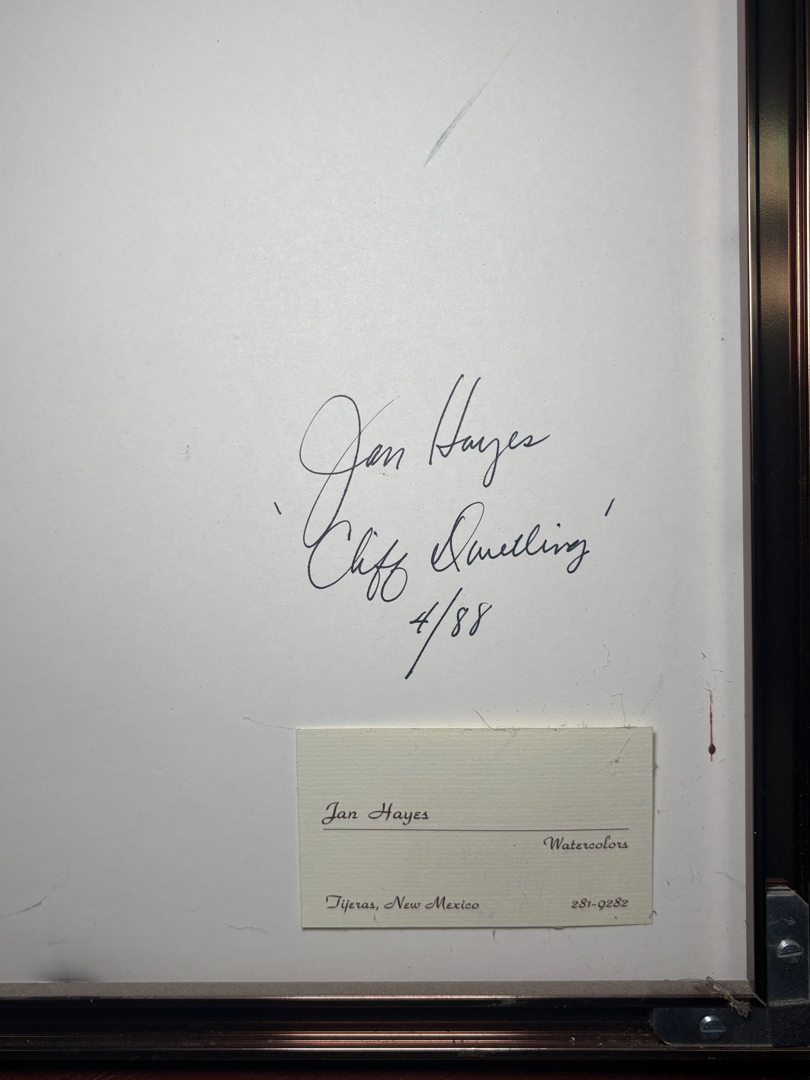 Jan Hayes
'Cliff Dwelling'
4/88
Jan Hayes
Watercolors
Tijeras, New Mexico 281-9282